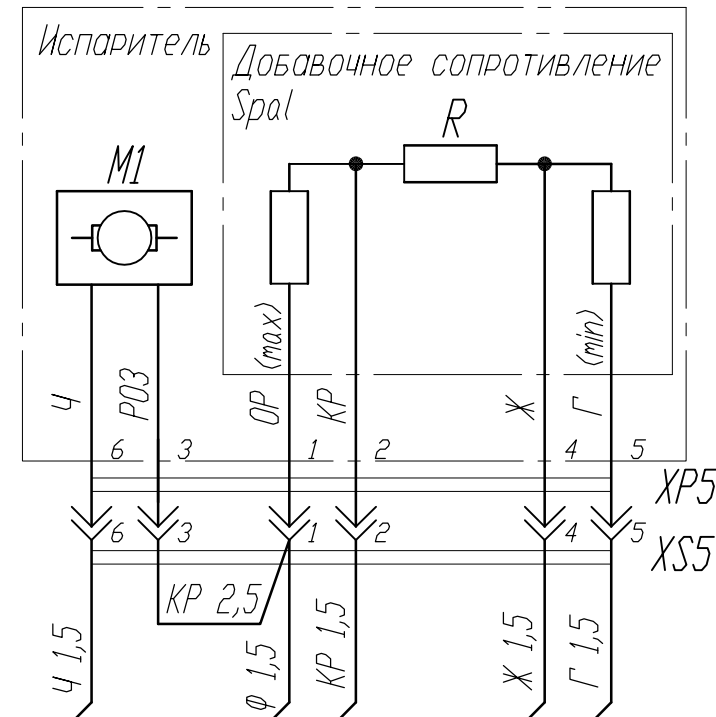 Испаритель
Добавочное сопротивление
Spal
R
M1
(max)
(min)
Ч
РОЗ
ОР
КР
Ж
Г
6 3 1 2 4 5
XP5
6 3 1 2 4 5
XS5
КР 2,5
Ч 1,5
Ф 1,5
КР 1,5
Ж 1,5
Г 1,5